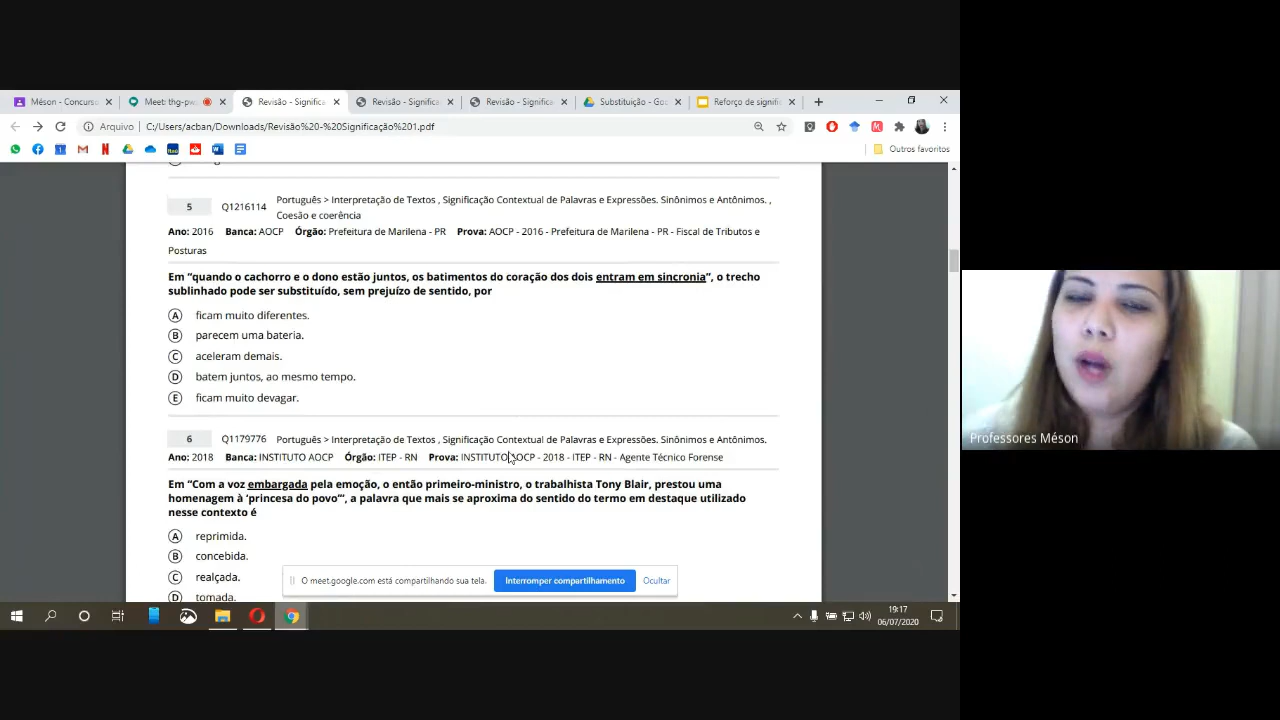 Méson - Concurso
Meet: thg-pw
Revisão - Significa
Revisão - Significa
Revisão - Significa
Substituição - Goo
Reforço de signific
Arquivo
C:/Users/acban/Downloads/Revisão%20-%20Significação%201.pdf
Outros favoritos
5 Q1216114 Português > Interpretação de Textos , Significação Contextual de Palavras e Expressões. Sinônimos e Antônimos. ,
Coesão e coerência
Ano: 2016 Banca: AOCP Órgão: Prefeitura de Marilena - PR Prova: AOCP - 2016 - Prefeitura de Marilena - PR - Fiscal de Tributos e
Posturas
Em “quando o cachorro e o dono estão juntos, os batimentos do coração dos dois entram em sincronia”, o trecho
sublinhado pode ser substituído, sem prejuízo de sentido, por
A ficam muito diferentes.
B parecem uma bateria.
C aceleram demais.
D batem juntos, ao mesmo tempo.
E ficam muito devagar.
6 Q1179776 Português > Interpretação de Textos , Significação Contextual de Palavras e Expressões. Sinônimos e Antônimos.
Ano: 2018 Banca: INSTITUTO AOCP Órgão: ITEP - RN Prova: INSTITUTO AOCP - 2018 - ITEP - RN - Agente Técnico Forense
Em “Com a voz embargada pela emoção, o então primeiro-ministro, o trabalhista Tony Blair, prestou uma
homenagem à ‘princesa do povo’”, a palavra que mais se aproxima do sentido do termo em destaque utilizado
nesse contexto é
A reprimida.
B concebida.
C realçada.
D tomada.
O meet.google.com está compartilhando sua tela.
Interromper compartilhamento
Ocultar
19:17
06/07/2020
Professores Méson